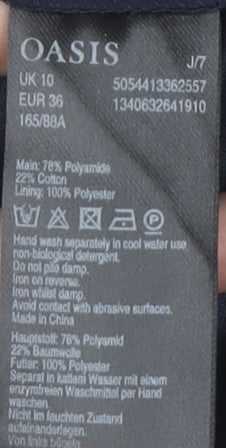 OASIS
J/7
UK 10 5054413362557
EUR 36 1340632641910
165/88A
Main: 78% Polyamide
22% Cotton
Lining: 100% Polyester
P
Hand wash separately in cool water use
non-biological detergent.
Do not pile damp.
Iron on reverse.
Iron whilst damp.
Avoid contact with abrasive surfaces.
Made in China
Hauptstoff: 78% Polyamid
22% Baumwolle
Futter: 100% Polyester
Separat in kaltem Wasser mit einem
enzymfreien Waschmittel per Hand
waschen.
Nicht im feuchten Zustand
aufeinanderlegen.
Von links bügeln.